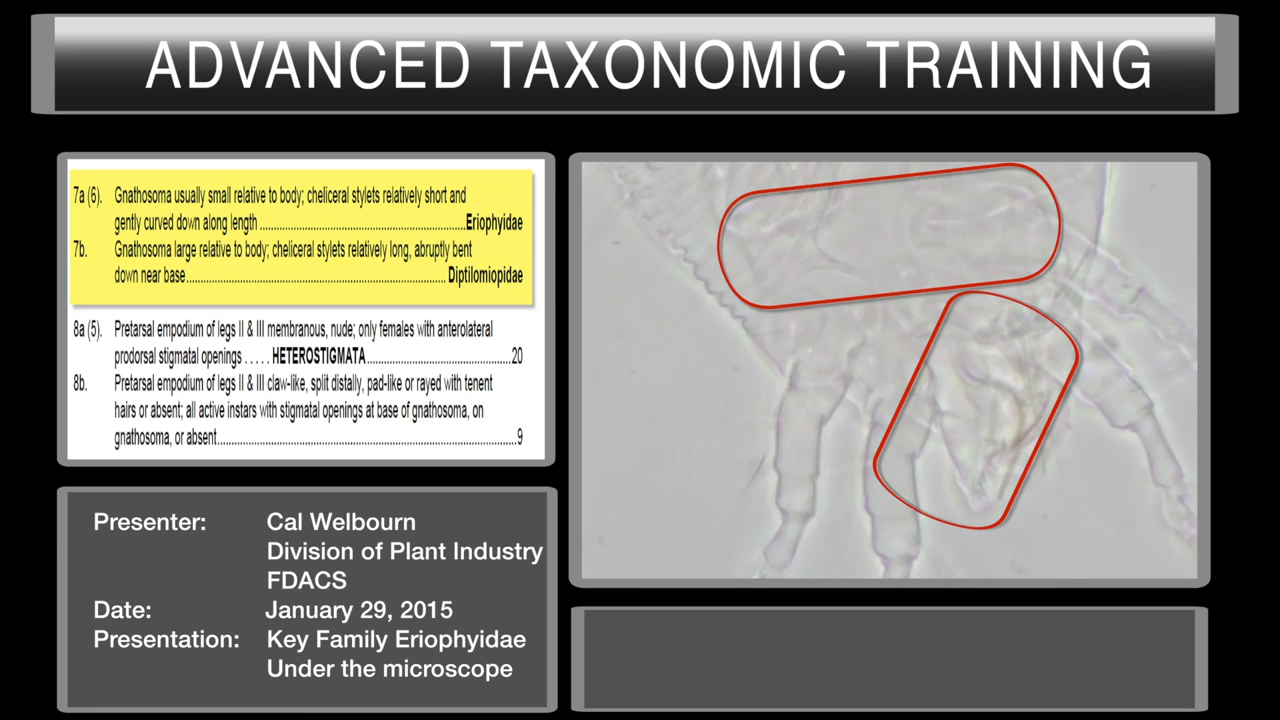 ADVANCED TAXONOMIC TRAINING
7a (6). Gnathosoma usually small relative to body; cheliceral stylets relatively short and
gently curved down along length ........................................................................Eriophyidae
7b. Gnathosoma large relative to body; cheliceral stylets relatively long, abruptly bent
down near base.......................................................................................... Diptilomiopidae
8a (5). Pretarsal empodium of legs II & III membranous, nude; only females with anterolateral
prodorsal stigmatal openings . . . . . HETEROSTIGMATA..................................................20
8b. Pretarsal empodium of legs II & III claw-like, split distally, pad-like or rayed with tenent
hairs or absent; all active instars with stigmatal openings at base of gnathosoma, on
gnathosoma, or absent.......................................................................................................9
Presenter: Cal Welbourn
Division of Plant Industry
FDACS
Date: January 29, 2015
Presentation: Key Family Eriophyidae
Under the microscope